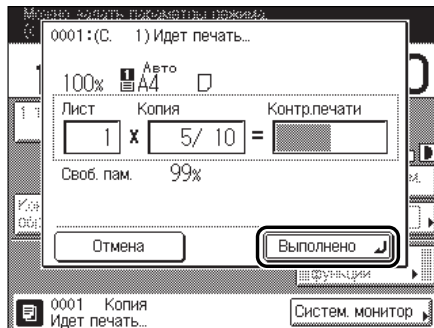 Можно задать параметры режима.
0001:(С. 1) Идет печать...
100% 1 Авто A4
Лист Копия Контр.печати
1 x 5/ 10 =
Своб. пам. 99%
Отмена Выполнено
функции
0001 Копия
Идет печать... Систем. монитор